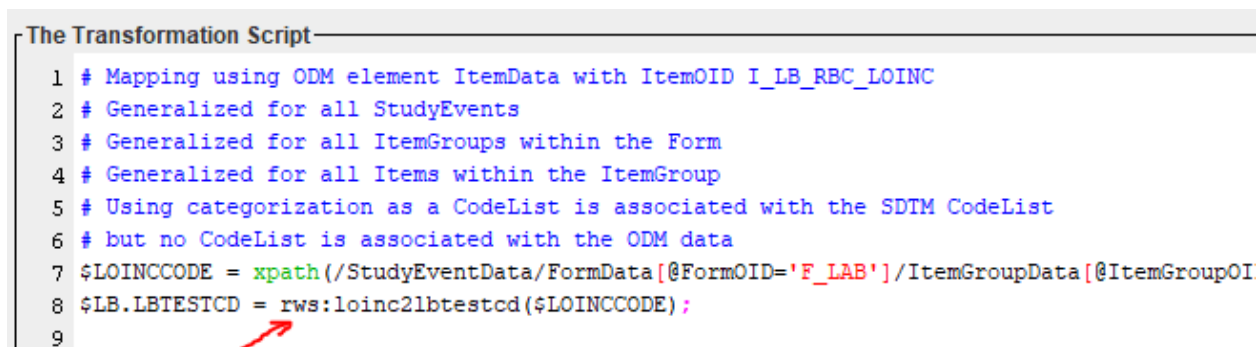 The Transformation Script
1 # Mapping using ODM element ItemData with ItemOID I_LB_RBC_LOINC
2 # Generalized for all StudyEvents
3 # Generalized for all ItemGroups within the Form
4 # Generalized for all Items within the ItemGroup
5 # Using categorization as a CodeList is associated with the SDTM CodeList
6 # but no CodeList is associated with the ODM data
7 $LOINCCODE = xpath(/StudyEventData/FormData[@FormOID='F_LAB']/ItemGroupData[@ItemGroupOI
8 $LB.LBTESTCD = rws:loinc2lbtestcd($LOINCCODE);
9